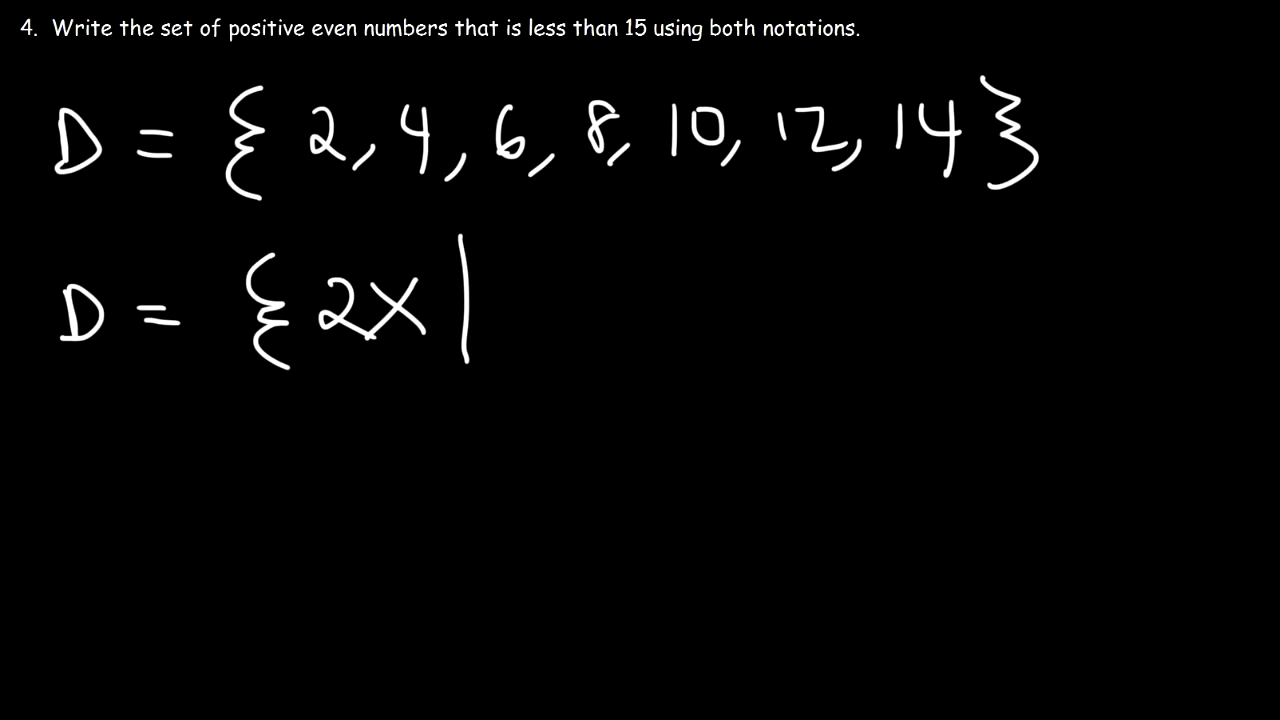 4. Write the set of positive even numbers that is less than 15 using both notations.
D = { 2, 4, 6, 8, 10, 12, 14 }
D = { 2x |